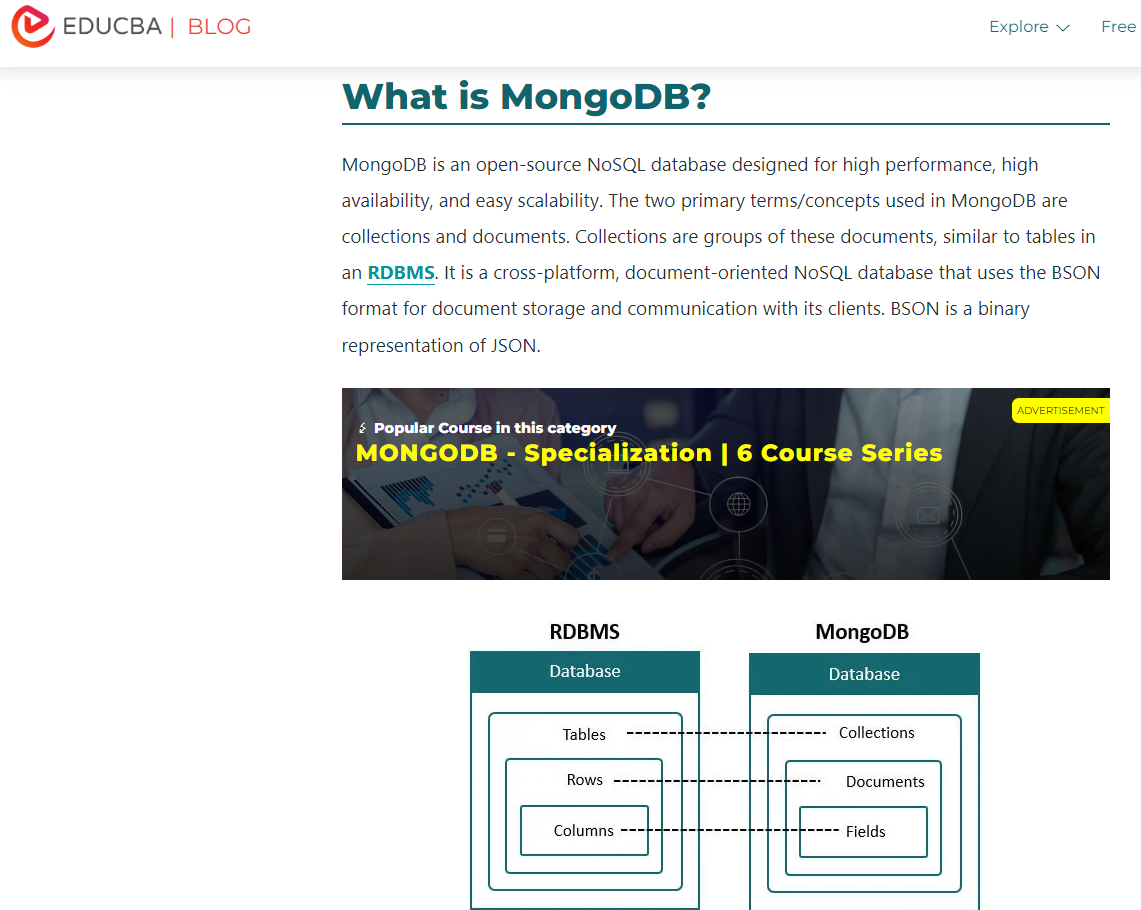 EDUCBA | BLOG
Explore
Free
What is MongoDB?
MongoDB is an open-source NoSQL database designed for high performance, high
availability, and easy scalability. The two primary terms/concepts used in MongoDB are
collections and documents. Collections are groups of these documents, similar to tables in
an RDBMS. It is a cross-platform, document-oriented NoSQL database that uses the BSON
format for document storage and communication with its clients. BSON is a binary
representation of JSON.
ADVERTISEMENT
Popular Course in this category
MONGODB - Specialization | 6 Course Series
RDBMS
Database
Tables
Rows
Columns
MongoDB
Database
Collections
Documents
Fields